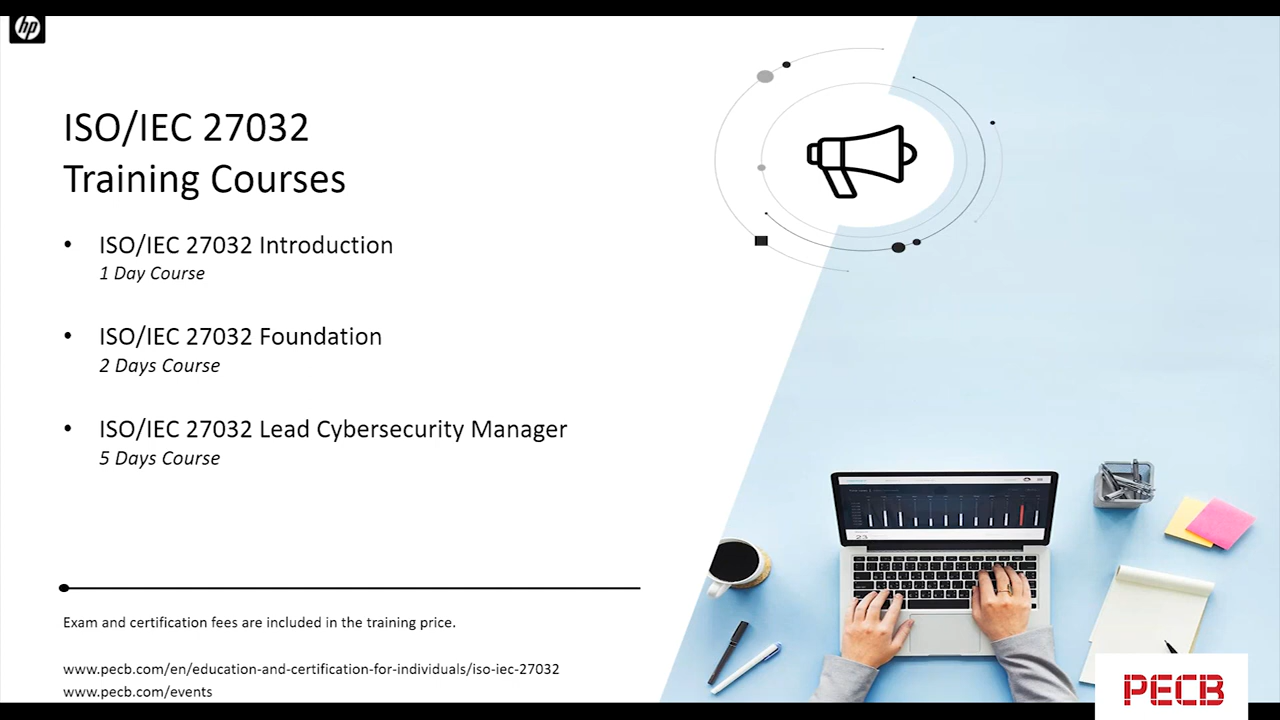 hp
ISO/IEC 27032
Training Courses
• ISO/IEC 27032 Introduction
1 Day Course
• ISO/IEC 27032 Foundation
2 Days Course
• ISO/IEC 27032 Lead Cybersecurity Manager
5 Days Course
23
Exam and certification fees are included in the training price.
www.pecb.com/en/education-and-certification-for-individuals/iso-iec-27032
www.pecb.com/events
PECB